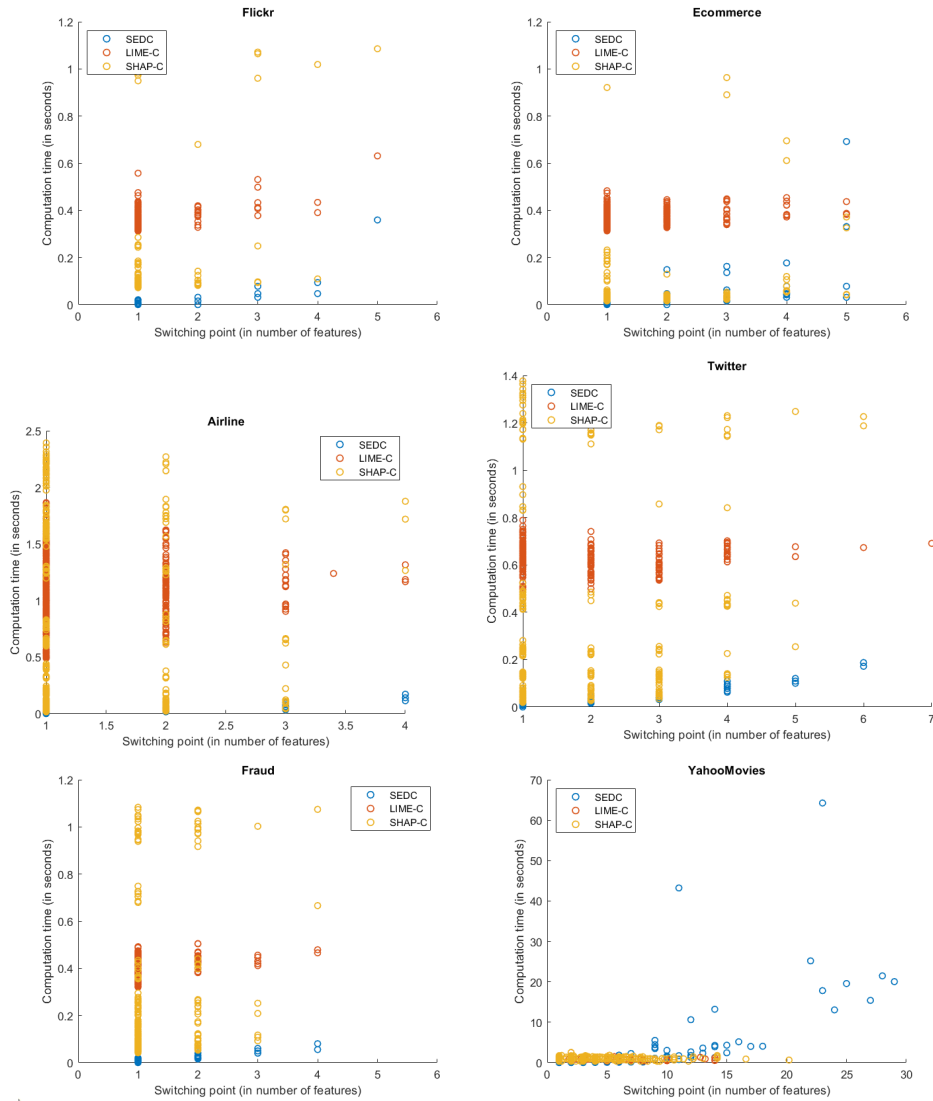 Flickr
SEDC
LIME-C
SHAP-C
1.2
1
0.8
0.6
0.4
0.2
0
Computation time (in seconds)
0 1 2 3 4 5 6
Switching point (in number of features)
Ecommerce
SEDC
LIME-C
SHAP-C
1.2
1
0.8
0.6
0.4
0.2
0
Computation time (in seconds)
0 1 2 3 4 5 6
Switching point (in number of features)
Airline
SEDC
LIME-C
SHAP-C
2.5
2
1.5
1
0.5
0
Computation time (in seconds)
1 1.5 2 2.5 3 3.5 4
Switching point (in number of features)
Twitter
SEDC
LIME-C
SHAP-C
1.4
1.2
1
0.8
0.6
0.4
0.2
0
Computation time (in seconds)
1 2 3 4 5 6 7
Switching point (in number of features)
Fraud
SEDC
LIME-C
SHAP-C
1.2
1
0.8
0.6
0.4
0.2
0
Computation time (in seconds)
0 1 2 3 4 5 6
Switching point (in number of features)
YahooMovies
SEDC
LIME-C
SHAP-C
70
60
50
40
30
20
10
0
Computation time (in seconds)
0 5 10 15 20 25 30
Switching point (in number of features)